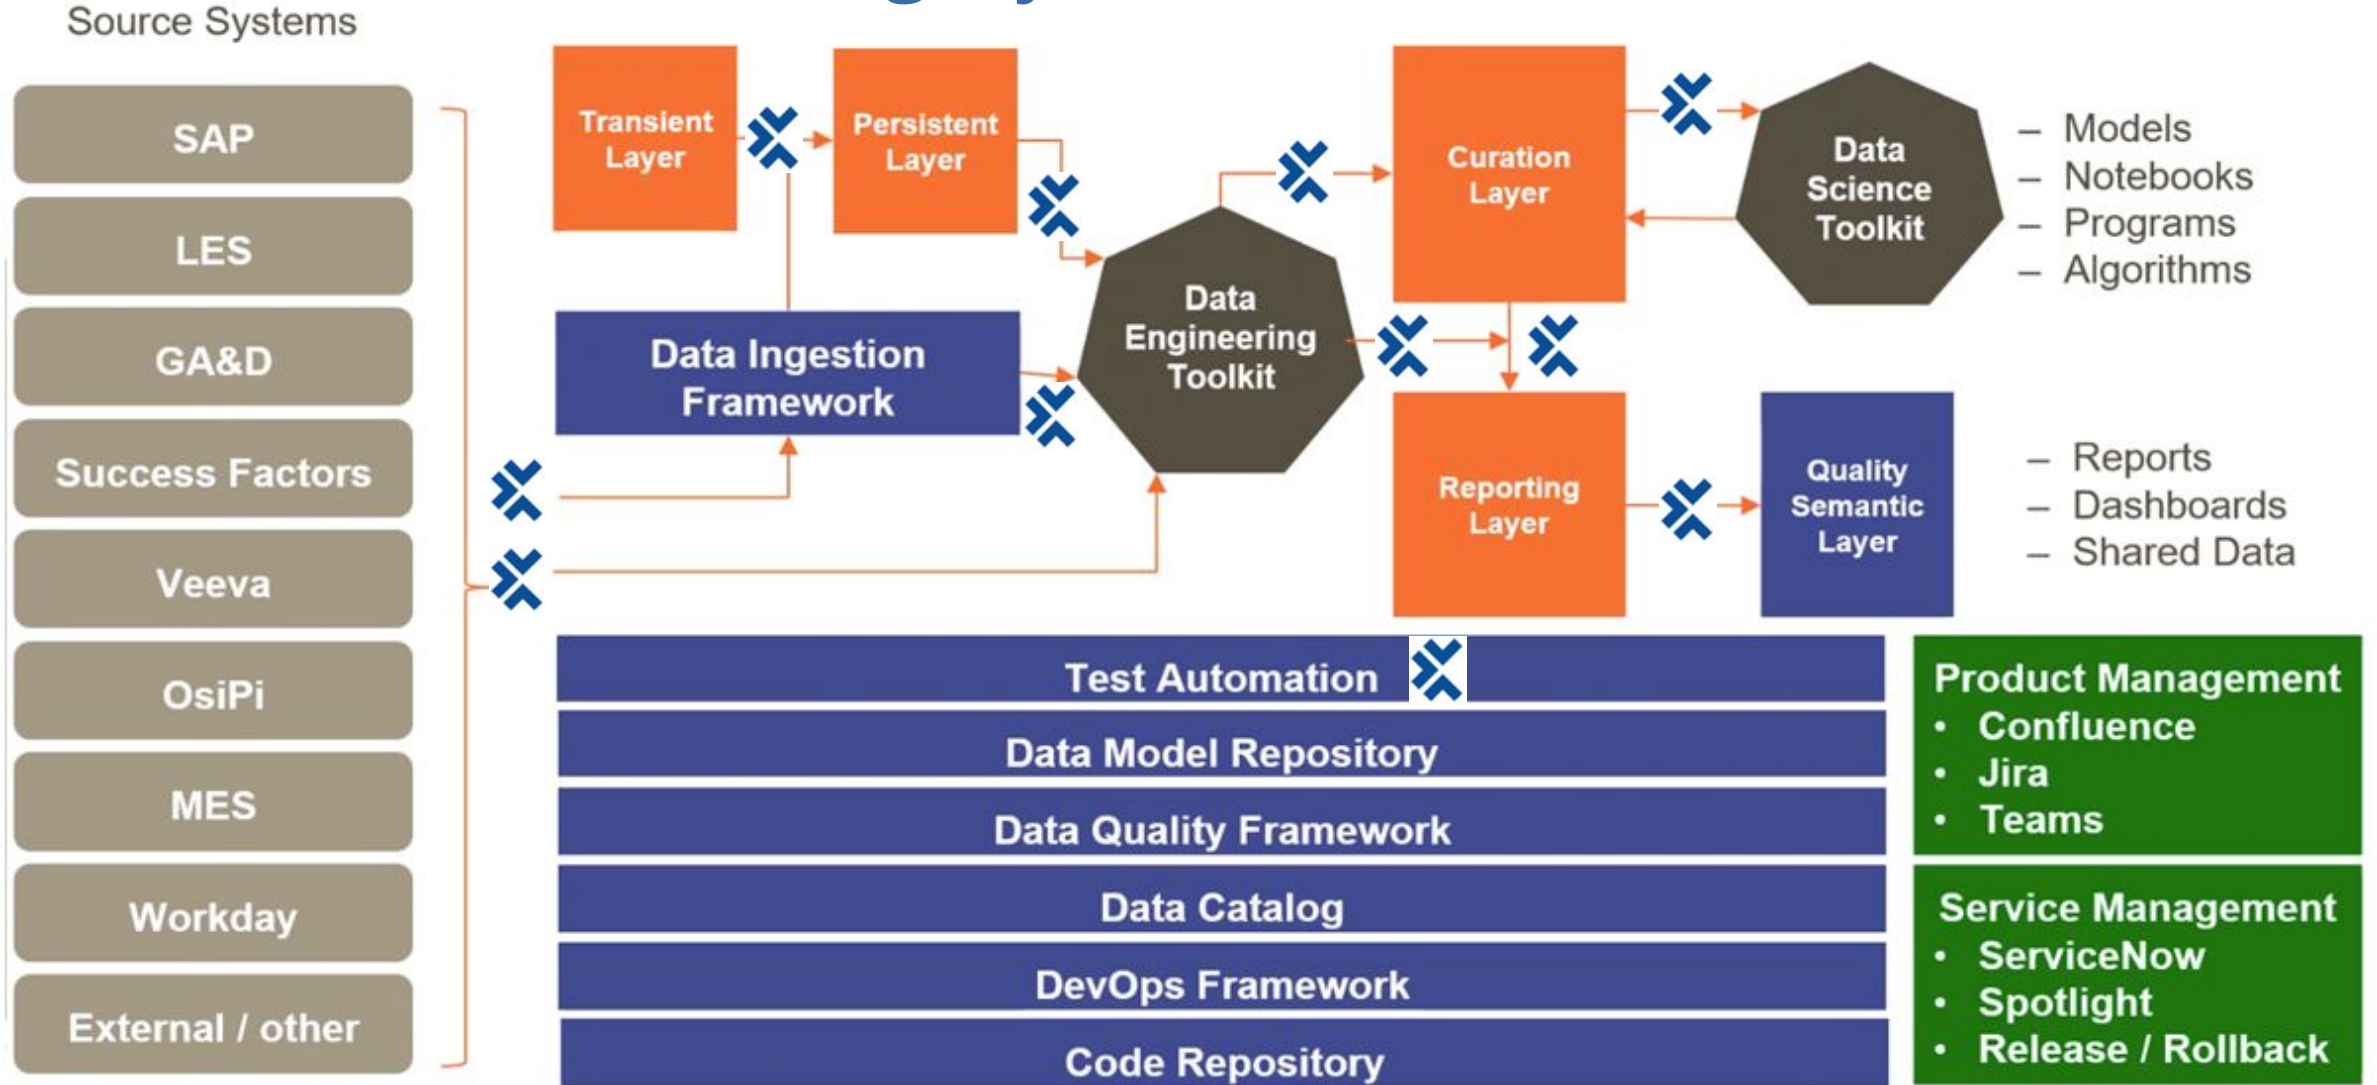 Source Systems
SAP
LES
GA&D
Success Factors
Veeva
OsiPi
MES
Workday
External / other
Transient
Layer
Persistent
Layer
Data Ingestion
Framework
Data
Engineering
Toolkit
Curation
Layer
Data
Science
Toolkit
– Models
– Notebooks
– Programs
– Algorithms
Reporting
Layer
Quality
Semantic
Layer
– Reports
– Dashboards
– Shared Data
Test Automation
Data Model Repository
Data Quality Framework
Data Catalog
DevOps Framework
Code Repository
Product Management
• Confluence
• Jira
• Teams
Service Management
• ServiceNow
• Spotlight
• Release / Rollback